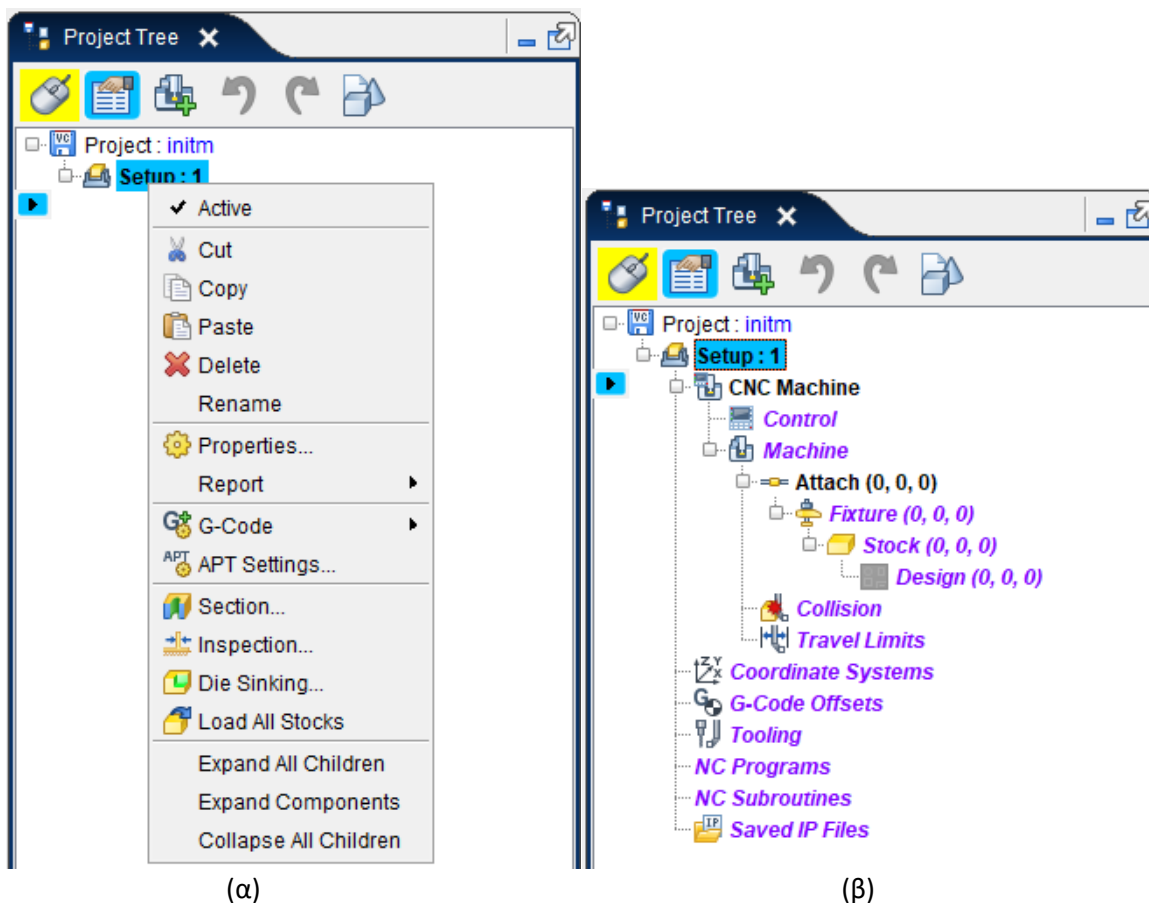 Project Tree
Project : initm
Setup : 1
Active
Cut
Copy
Paste
Delete
Rename
Properties...
Report
G-Code
APT Settings...
Section...
Inspection...
Die Sinking...
Load All Stocks
Expand All Children
Expand Components
Collapse All Children
(α)
Project Tree
Project : initm
Setup : 1
CNC Machine
Control
Machine
Attach (0, 0, 0)
Fixture (0, 0, 0)
Stock (0, 0, 0)
Design (0, 0, 0)
Collision
Travel Limits
Coordinate Systems
G-Code Offsets
Tooling
NC Programs
NC Subroutines
Saved IP Files
(β)